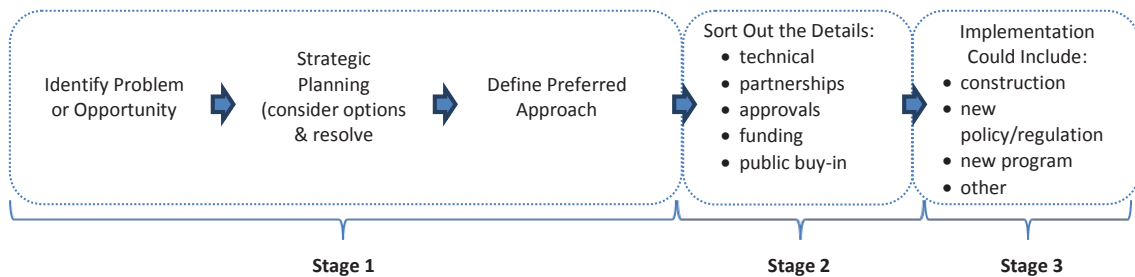 Identify Problem
or Opportunity
Strategic
Planning
(consider options
& resolve
Define Preferred
Approach
Sort Out the Details:
• technical
• partnerships
• approvals
• funding
• public buy-in
Implementation
Could Include:
• construction
• new
policy/regulation
• new program
• other
Stage 1
Stage 2
Stage 3